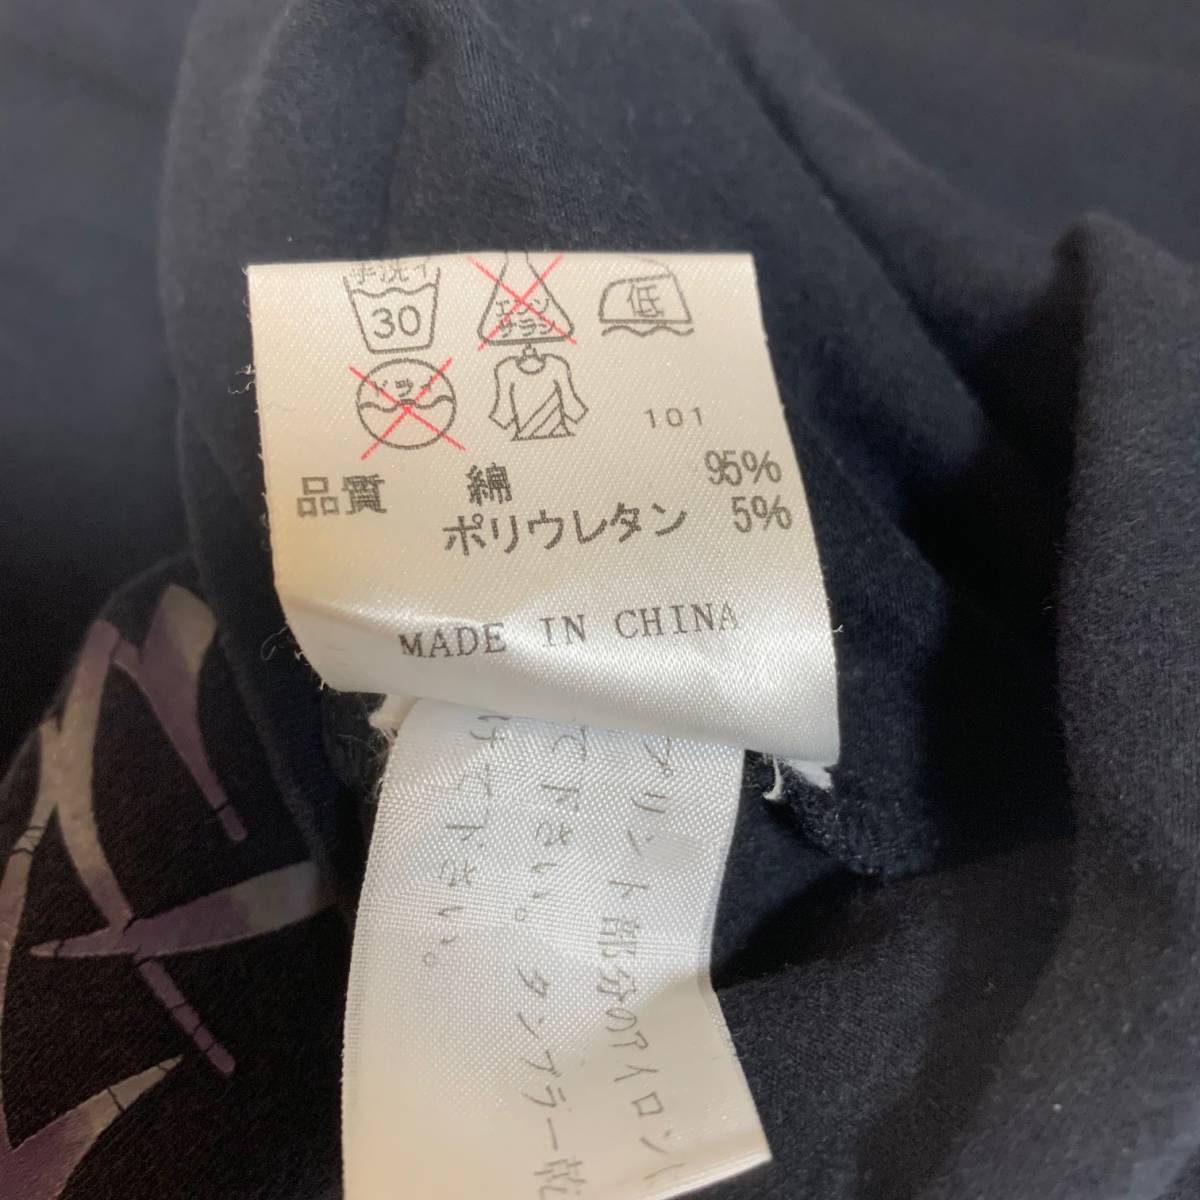 手洗イ
30
エンソ
サラシ
低
ドライ
101
品質 綿 95%
ポリウレタン 5%
MADE IN CHINA
プリント部分のアイロン
て下さい。タンブラー乾
けて下さい。